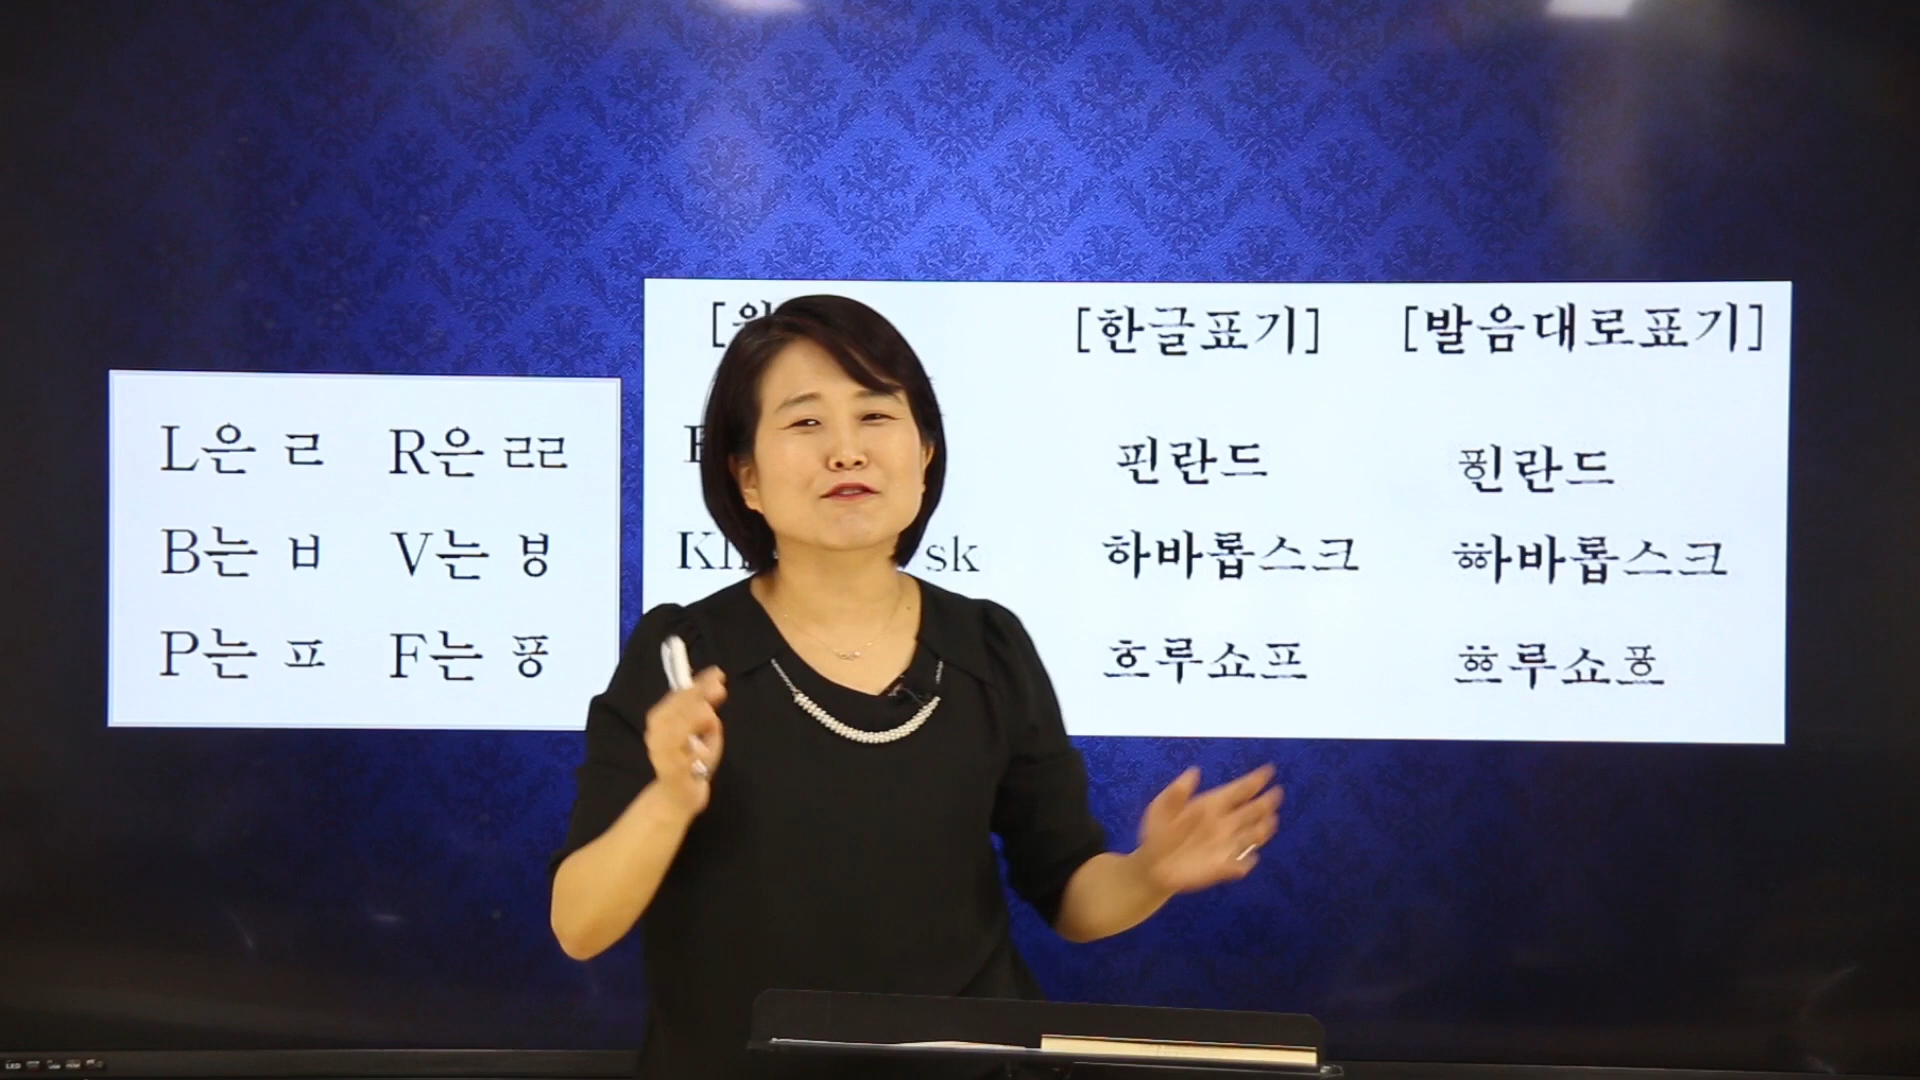 L은 ㄹ R은 ㄹㄹ
B는 ㅂ V는 ㅸ
P는 ㅍ F는 ㆄ
[한글표기] [발음대로표기]
핀란드 ㆄㅣㄴ란드
sk 하바롭스크 ㆅㅏ바롭스크
흐루쇼프 ㆅㅡ루쇼ㆄㅡ